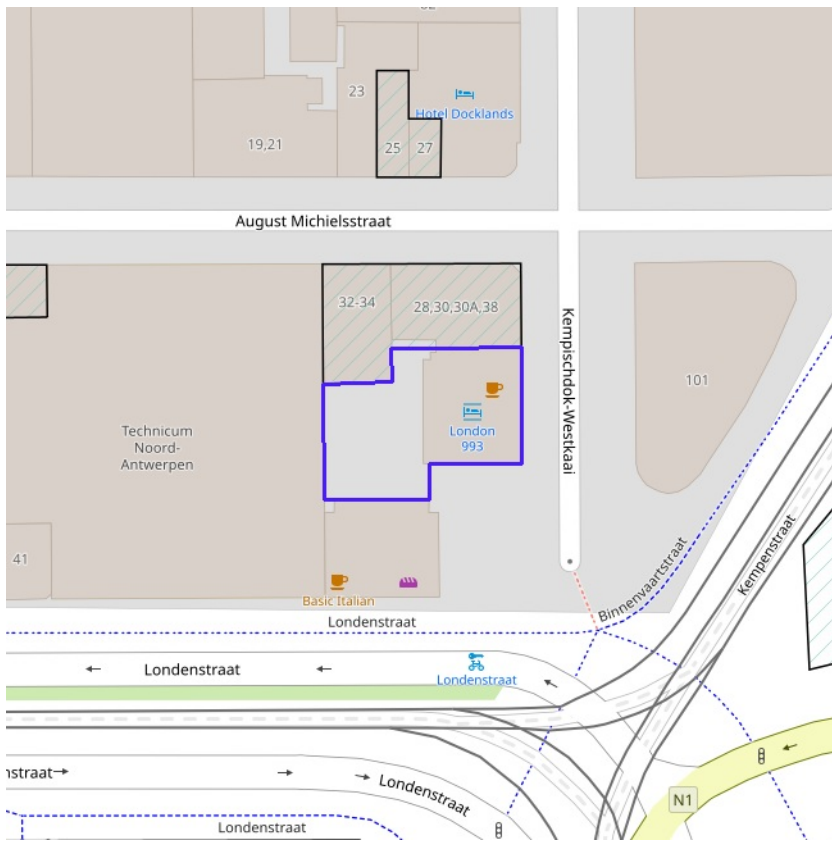 23
Hotel Docklands
19,21
25
27
August Michielsstraat
32-34
28,30,30A,38
Kempischdok-Westkaai
101
London
993
Technicum
Noord-
Antwerpen
41
Kempenstraat
Binnenvaartstraat
Basic Italian
Londenstraat
Londenstraat
Londenstraat
nstraat
Londenstraat
N1
Londenstraat